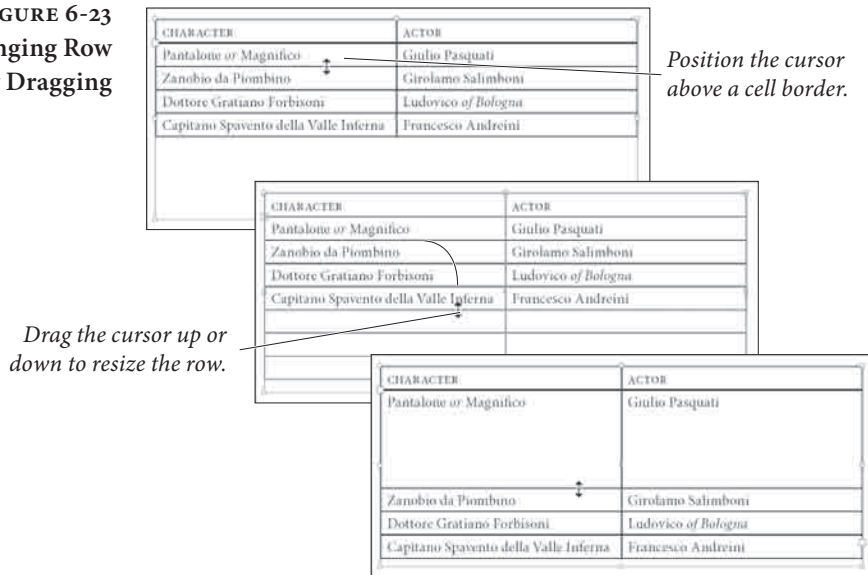 GURE 6-23
nging Row
Dragging
CHARACTER ACTOR
Pantalone or Magnifico Giulio Pasquati
Zanobio da Piombino Girolamo Salimboni
Dottore Gratiano Forbisoni Ludovico of Bologna
Capitano Spavento della Valle Inferna Francesco Andreini
Position the cursor
above a cell border.
CHARACTER ACTOR
Pantalone or Magnifico Giulio Pasquati
Zanobio da Piombino Girolamo Salimboni
Dottore Gratiano Forbisoni Ludovico of Bologna
Capitano Spavento della Valle Inferna Francesco Andreini
Drag the cursor up or
down to resize the row.
CHARACTER ACTOR
Pantalone or Magnifico Giulio Pasquati
Zanobio da Piombino Girolamo Salimboni
Dottore Gratiano Forbisoni Ludovico of Bologna
Capitano Spavento della Valle Inferna Francesco Andreini